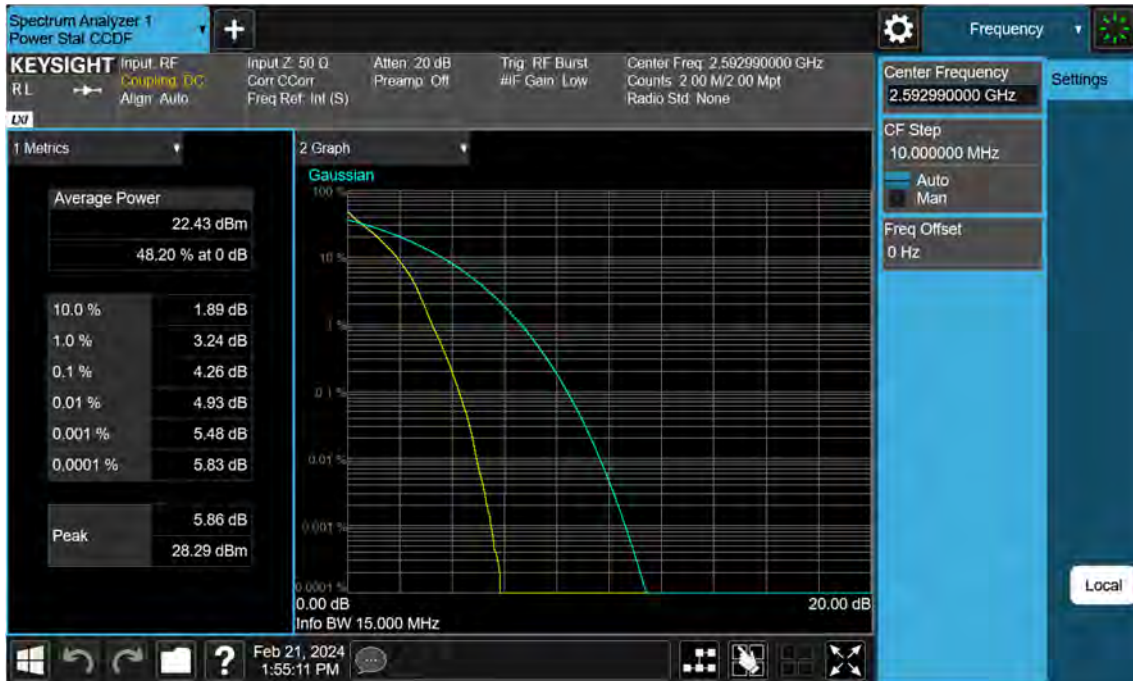 Spectrum Analyzer 1
Power Stat CCDF
Frequency
KEYSIGHT
RL
LXI
Input: RF
Coupling: DC
Align: Auto
Input Z: 50 Ω
Corr CCorr
Freq Ref: Int (S)
Atten: 20 dB
Preamp: Off
Trig: RF Burst
#IF Gain: Low
Center Freq: 2.592990000 GHz
Counts: 2.00 M/2.00 Mpt
Radio Std: None
Center Frequency
2.592990000 GHz
Settings
CF Step
10.000000 MHz
Auto
Man
Freq Offset
0 Hz
1 Metrics
Average Power
22.43 dBm
48.20 % at 0 dB
10.0 % 1.89 dB
1.0 % 3.24 dB
0.1 % 4.26 dB
0.01 % 4.93 dB
0.001 % 5.48 dB
0.0001 % 5.83 dB
Peak
5.86 dB
28.29 dBm
2 Graph
Gaussian
100 %
10 %
1 %
0.1 %
0.01 %
0.001 %
0.0001 %
0.00 dB 20.00 dB
Info BW 15.000 MHz
Local
?
Feb 21, 2024
1:55:11 PM